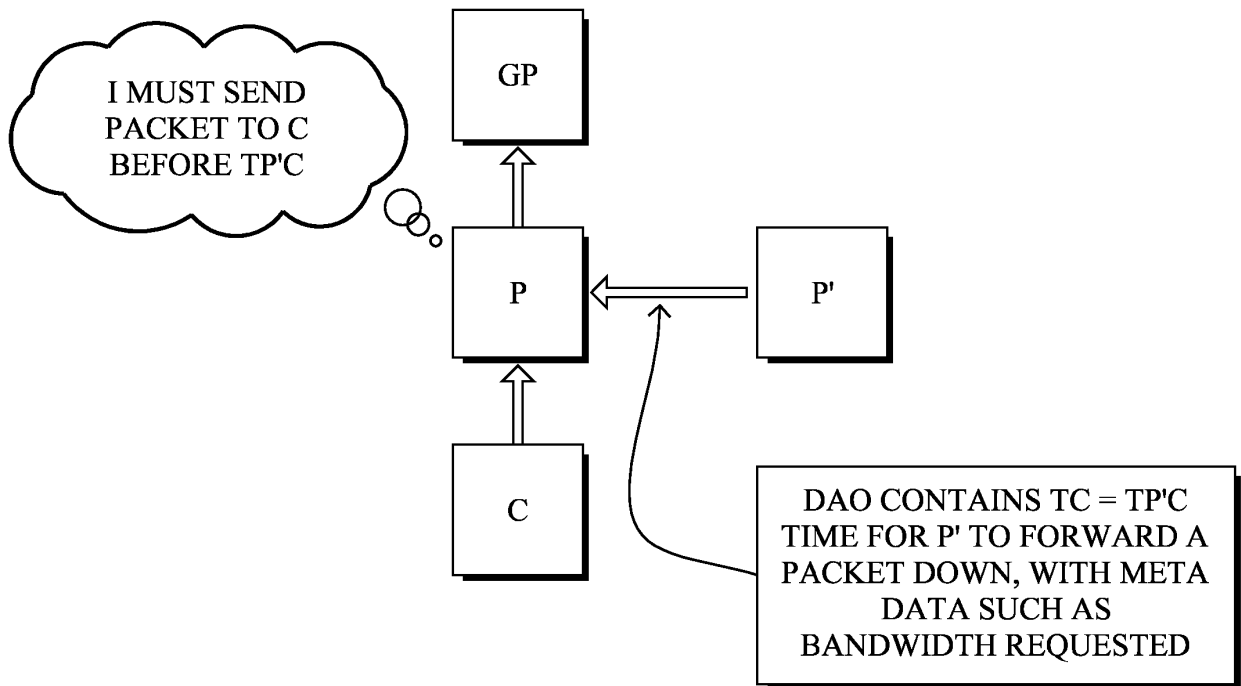 I MUST SEND
PACKET TO C
BEFORE TP'C
GP
P
P'
C
DAO CONTAINS TC = TP'C
TIME FOR P' TO FORWARD A
PACKET DOWN, WITH META
DATA SUCH AS
BANDWIDTH REQUESTED